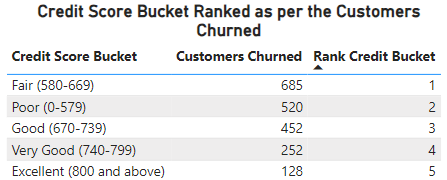 Credit Score Bucket Ranked as per the Customers
Churned
Credit Score Bucket Customers Churned Rank Credit Bucket
Fair (580-669) 685 1
Poor (0-579) 520 2
Good (670-739) 452 3
Very Good (740-799) 252 4
Excellent (800 and above) 128 5